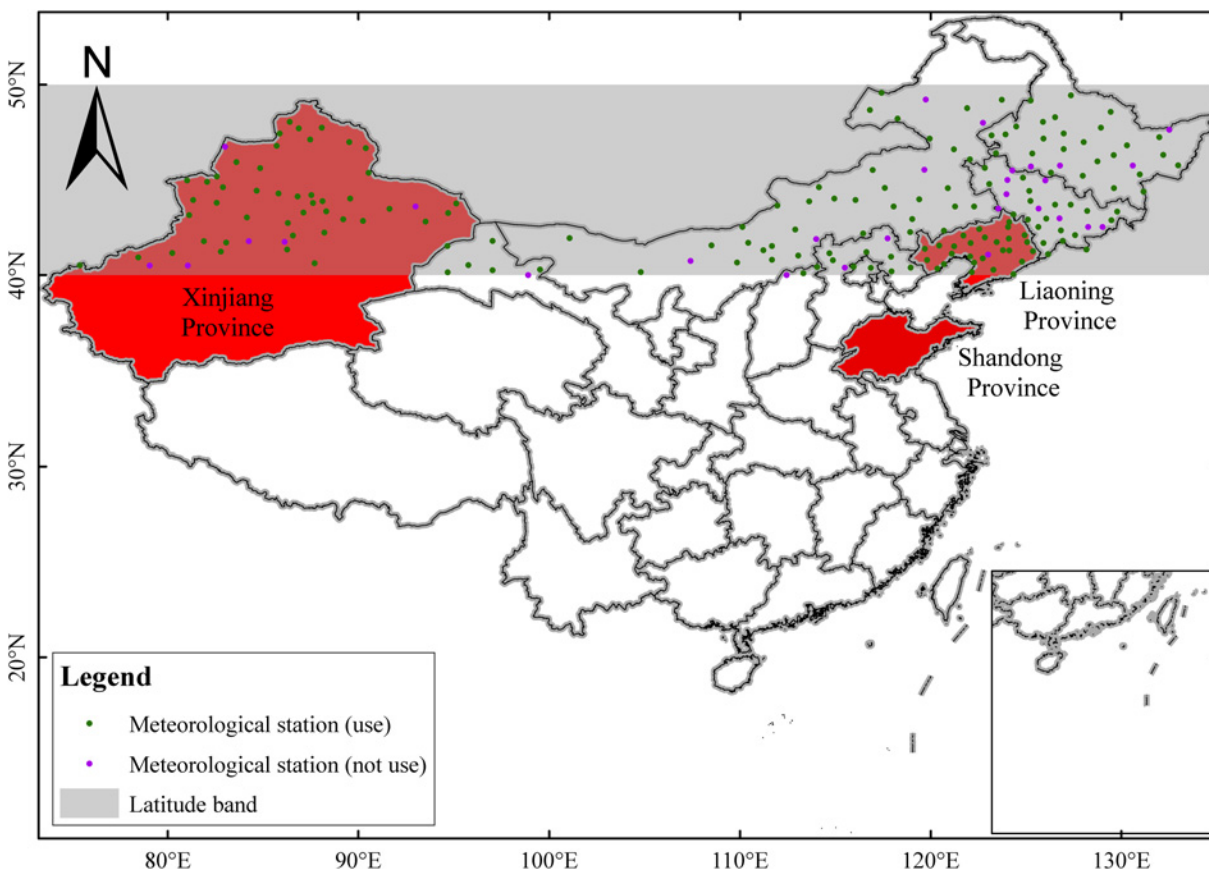 N
50°N
40°N
30°N
20°N
Xinjiang
Province
Liaoning
Province
Shandong
Province
Legend
Meteorological station (use)
Meteorological station (not use)
Latitude band
80°E
90°E
100°E
110°E
120°E
130°E